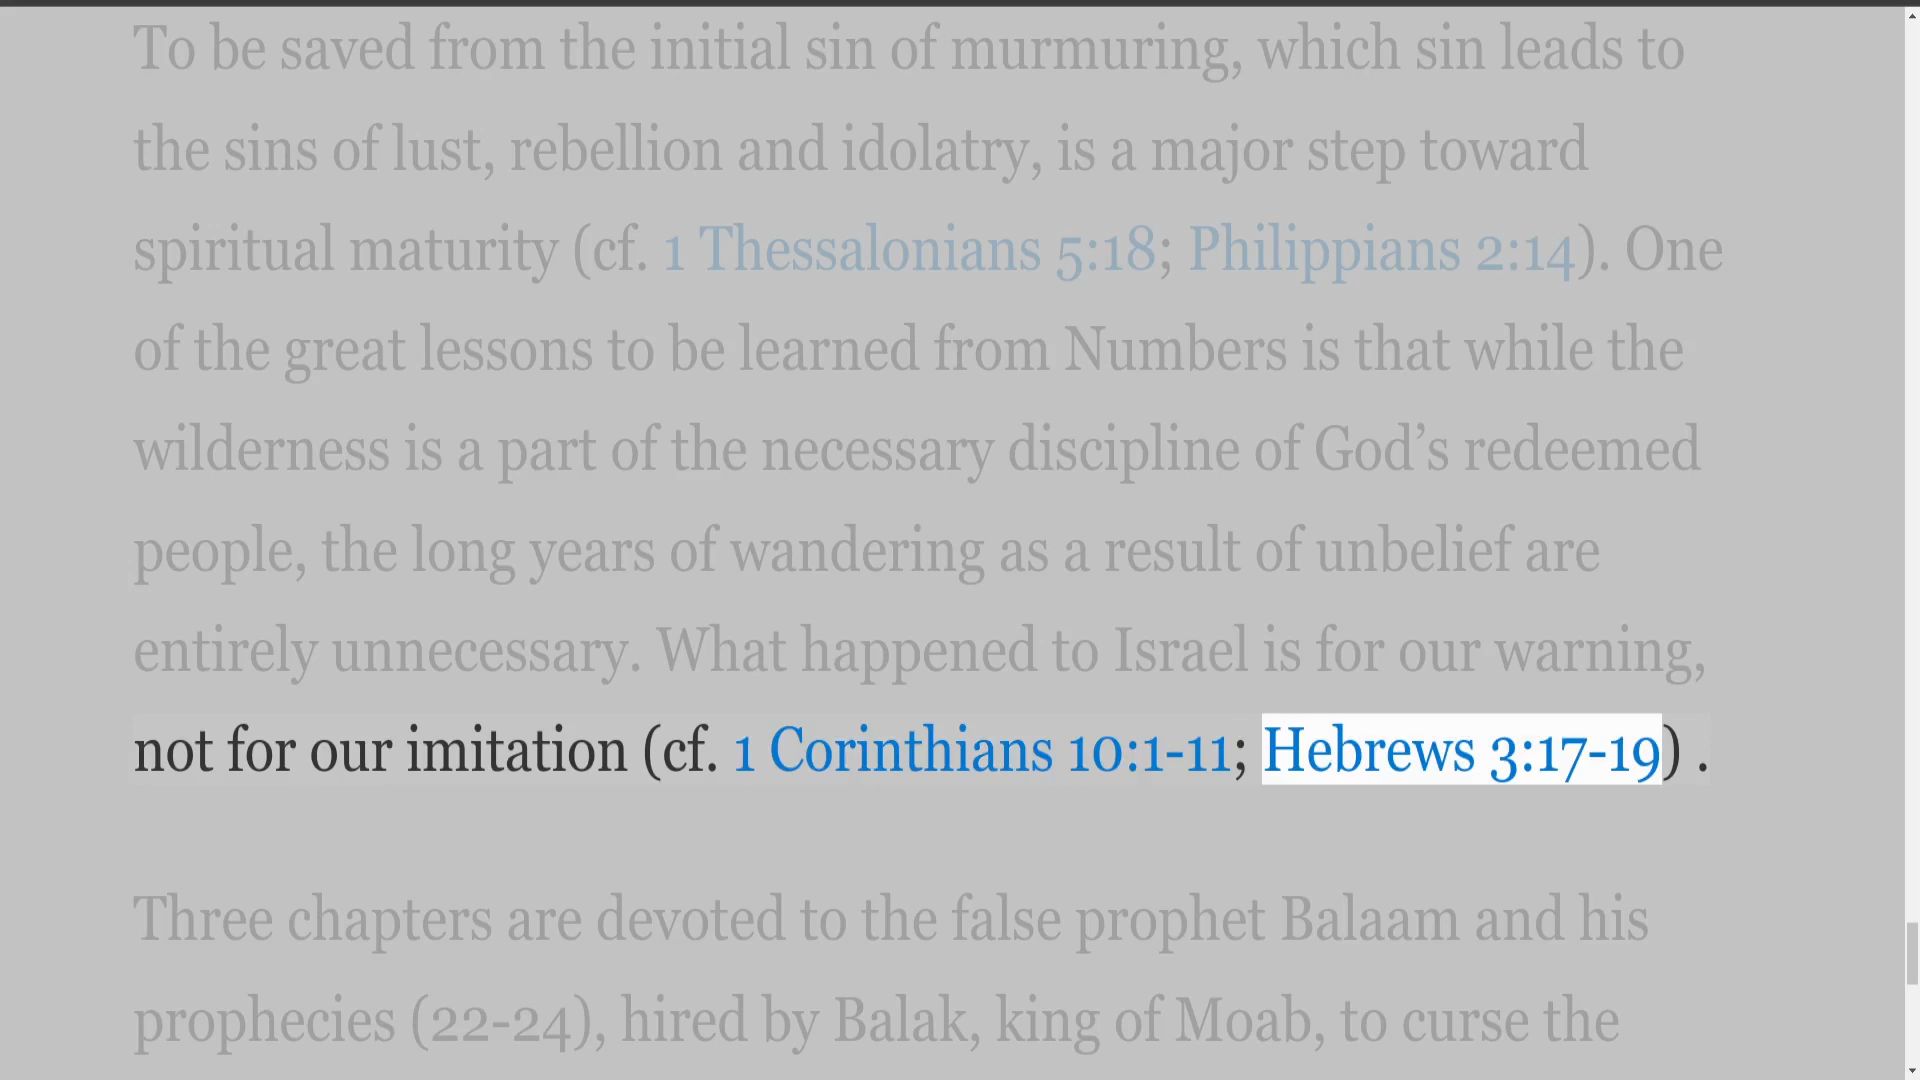 To be saved from the initial sin of murmuring, which sin leads to
the sins of lust, rebellion and idolatry, is a major step toward
spiritual maturity (cf. 1 Thessalonians 5:18; Philippians 2:14). One
of the great lessons to be learned from Numbers is that while the
wilderness is a part of the necessary discipline of God’s redeemed
people, the long years of wandering as a result of unbelief are
entirely unnecessary. What happened to Israel is for our warning,
not for our imitation (cf. 1 Corinthians 10:1-11; Hebrews 3:17-19) .
Three chapters are devoted to the false prophet Balaam and his
prophecies (22-24), hired by Balak, king of Moab, to curse the